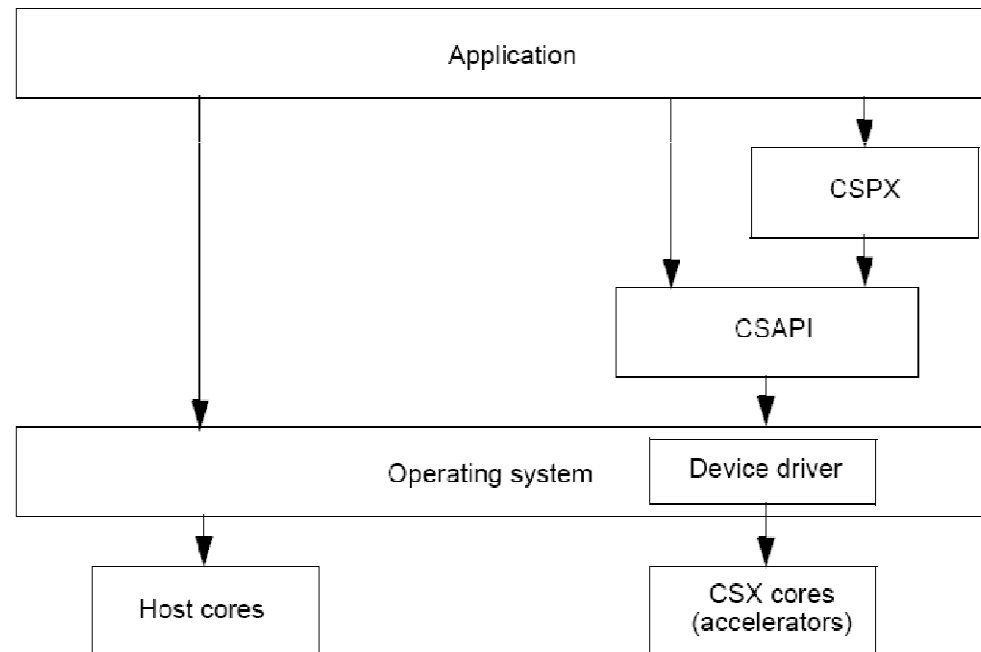 Application
CSPX
CSAPI
Operating system
Device driver
Host cores
CSX cores
(accelerators)